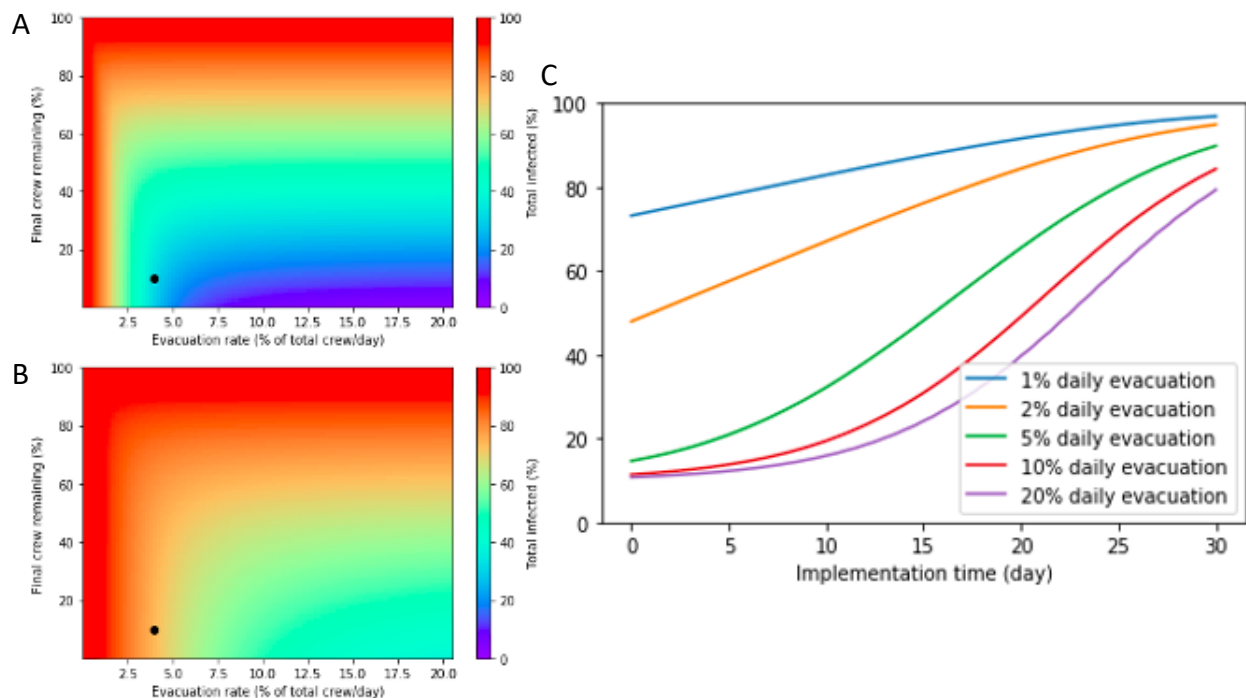 A
100
80
60
40
20
Final crew remaining (%)
2.5 5.0 7.5 10.0 12.5 15.0 17.5 20.0
Evacuation rate (% of total crew/day)
100
80
60
40
20
0
Total infected (%)
B
100
80
60
40
20
Final crew remaining (%)
2.5 5.0 7.5 10.0 12.5 15.0 17.5 20.0
Evacuation rate (% of total crew/day)
100
80
60
40
20
0
Total infected (%)
C
100
80
60
40
20
0
0 5 10 15 20 25 30
Implementation time (day)
1% daily evacuation
2% daily evacuation
5% daily evacuation
10% daily evacuation
20% daily evacuation